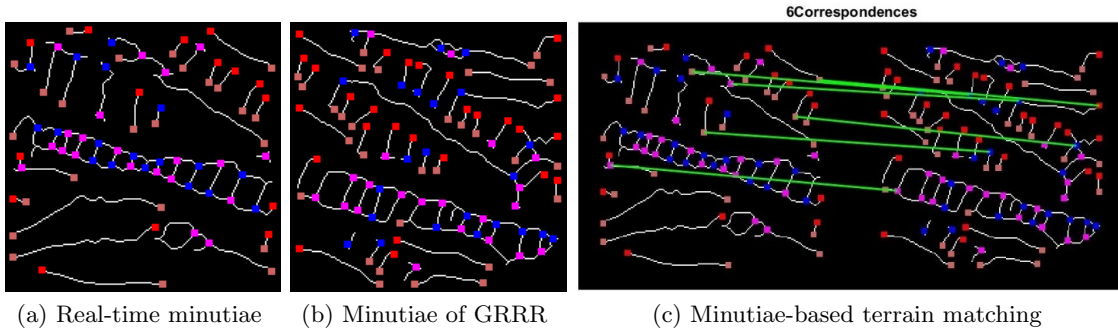 6Correspondences
(a) Real-time minutiae
(b) Minutiae of GRRR
(c) Minutiae-based terrain matching